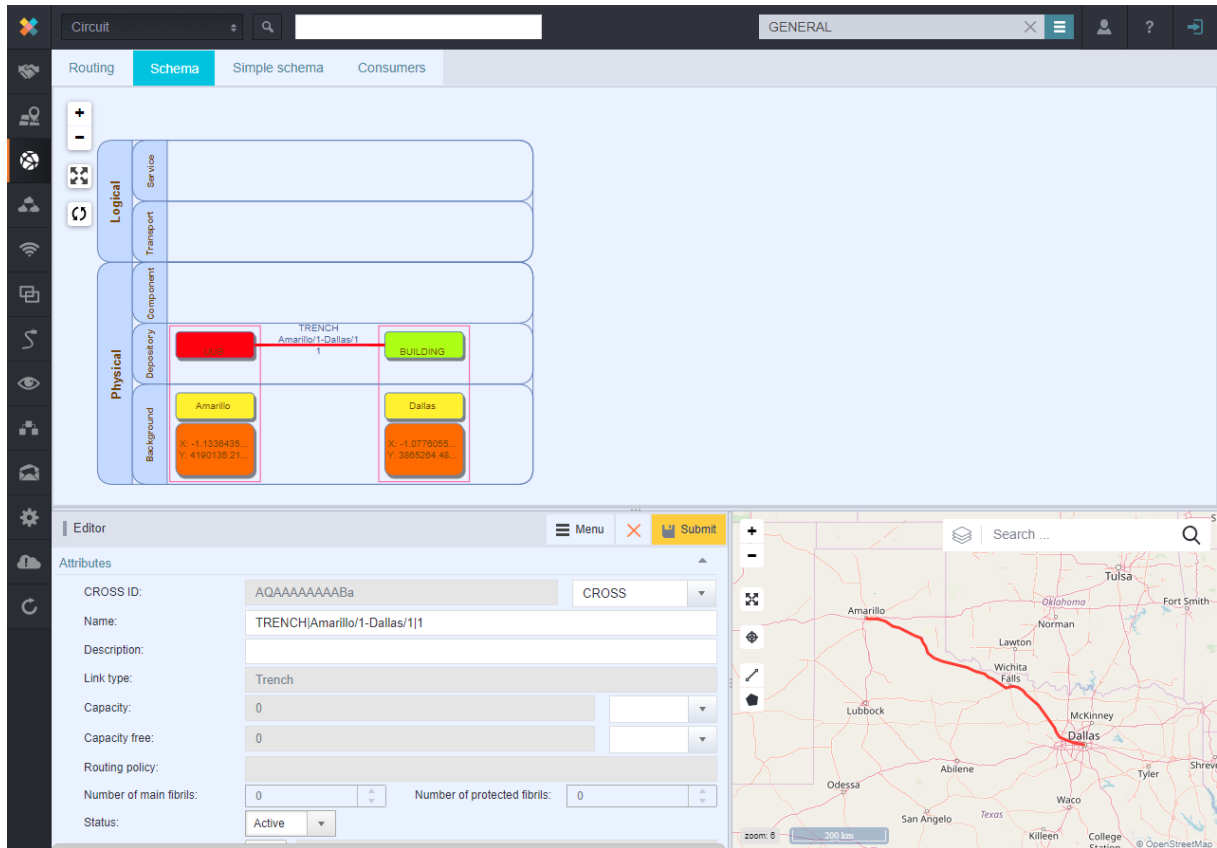 Circuit
GENERAL
?
Routing Schema Simple schema Consumers
+
−
Logical
Service
Transport
Physical
Component
Depository
Background
TRENCH
Amarillo/1-Dallas/1
1
BUILDING
Amarillo
Dallas
X: -1.1336435...
Y: 4190135.21...
X: -1.0776055...
Y: 3865264.48...
Editor Menu Submit
Attributes
CROSS ID: AQAAAAAAAABa CROSS
Name: TRENCH|Amarillo/1-Dallas/1|1
Description:
Link type: Trench
Capacity: 0
Capacity free: 0
Routing policy:
Number of main fibrils: 0 Number of protected fibrils: 0
Status: Active
+
−
Search ...
Tulsa
Amarillo
Oklahoma
Fort Smith
Norman
Lawton
Wichita
Falls
Lubbock
McKinney
Dallas
Abilene
Tyler
Shreve
Odessa
Waco
San Angelo
Texas
Killeen
College
Station
zoom: 6
200 km
© OpenStreetMap